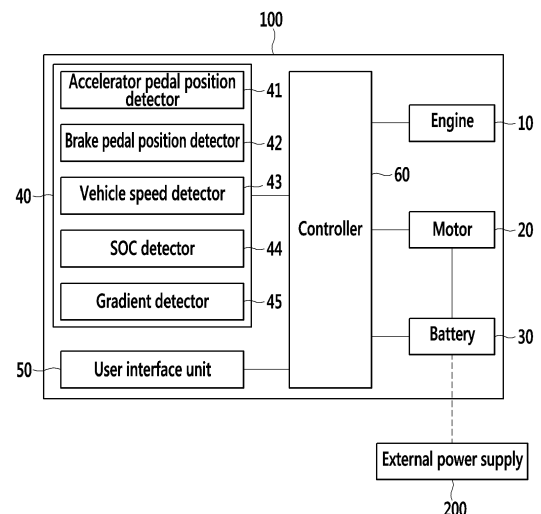 100
Accelerator pedal position
detector
41
Brake pedal position detector
42
Vehicle speed detector
43
40
SOC detector
44
Gradient detector
45
50
User interface unit
Controller
60
Engine
10
Motor
20
Battery
30
External power supply
200